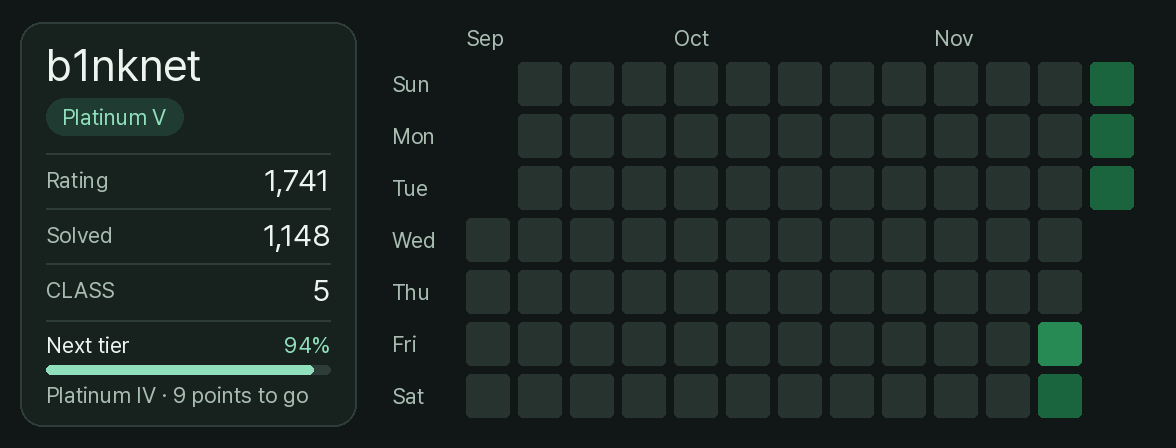 b1nknet
Platinum V
Rating 1,741
Solved 1,148
CLASS 5
Next tier 94%
Platinum IV · 9 points to go
Sep Oct Nov
Sun
Mon
Tue
Wed
Thu
Fri
Sat